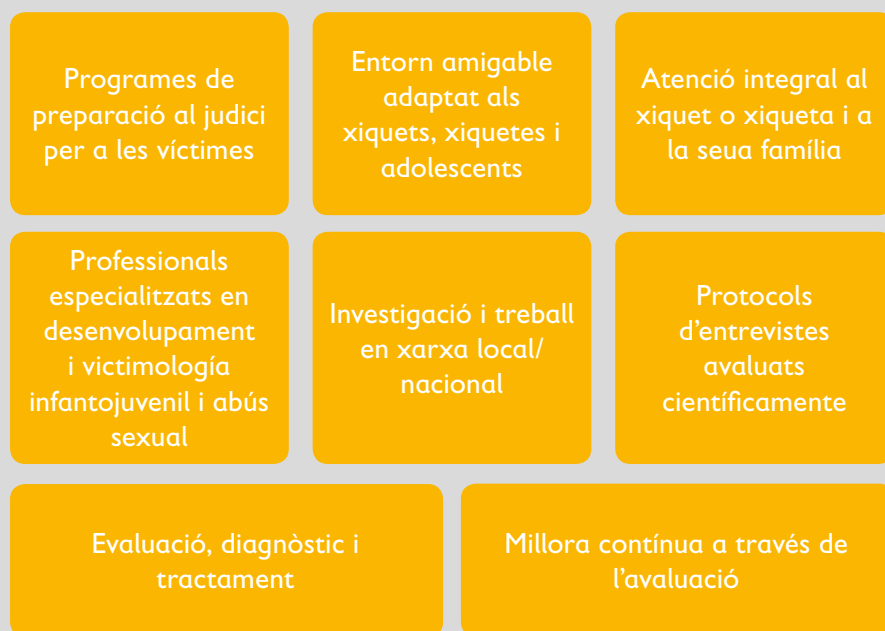 Programes de
preparació al judici
per a les víctimes
Entorn amigable
adaptat als
xiquets, xiquetes i
adolescents
Atenció integral al
xiquet o xiqueta i a
la seua família
Professionals
especialitzats en
desenvolupament
i victimología
infantojuvenil i abús
sexual
Investigació i treball
en xarxa local/
nacional
Protocols
d’entrevistes
avaluats
científicamente
Evaluació, diagnòstic i
tractament
Millora contínua a través de
l’avaluació